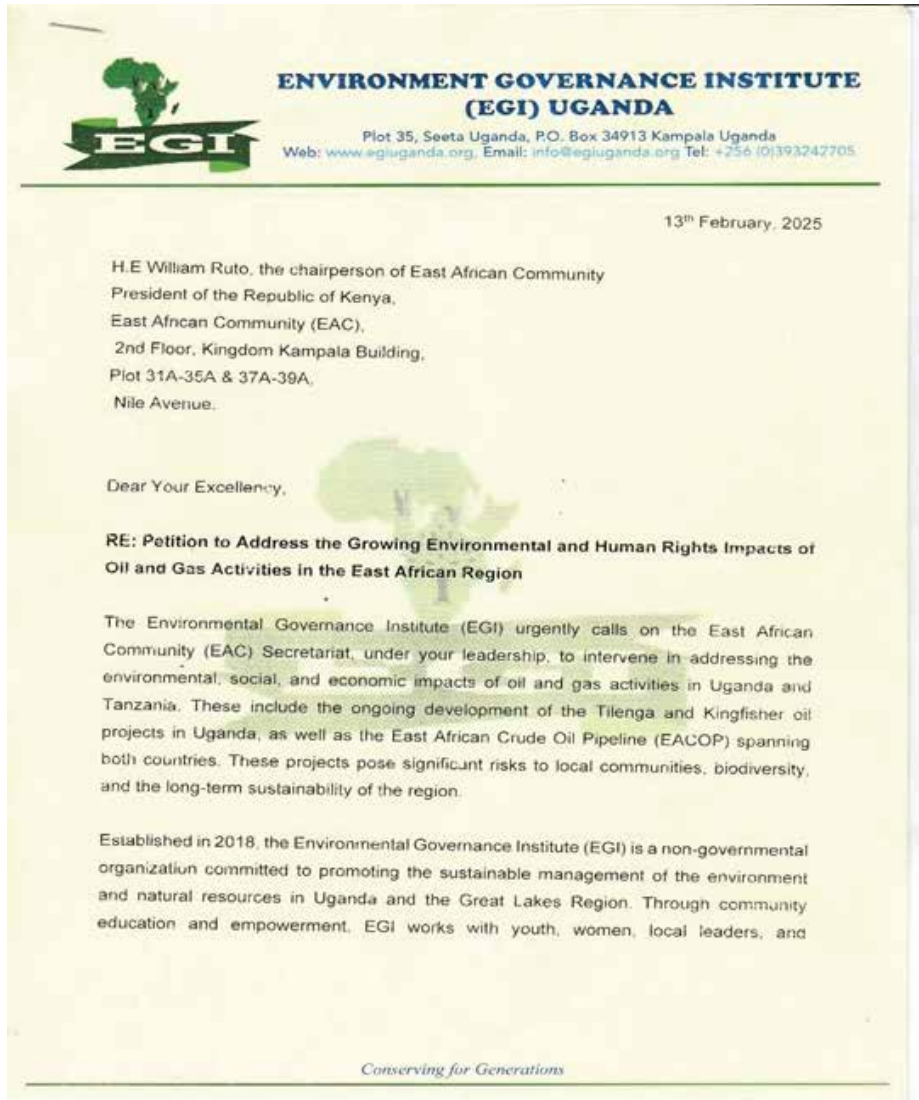 EGI
ENVIRONMENT GOVERNANCE INSTITUTE
(EGI) UGANDA
Plot 35, Seeta Uganda, P.O. Box 34913 Kampala Uganda
Web: www.egiuganda.org, Email: info@egiuganda.org Tel: +256 (0)393242705
13th February, 2025
H.E William Ruto, the chairperson of East African Community
President of the Republic of Kenya,
East African Community (EAC),
2nd Floor, Kingdom Kampala Building,
Plot 31A-35A & 37A-39A,
Nile Avenue.
Dear Your Excellency,
RE: Petition to Address the Growing Environmental and Human Rights Impacts of
Oil and Gas Activities in the East African Region
The Environmental Governance Institute (EGI) urgently calls on the East African
Community (EAC) Secretariat, under your leadership, to intervene in addressing the
environmental, social, and economic impacts of oil and gas activities in Uganda and
Tanzania. These include the ongoing development of the Tilenga and Kingfisher oil
projects in Uganda, as well as the East African Crude Oil Pipeline (EACOP) spanning
both countries. These projects pose significant risks to local communities, biodiversity,
and the long-term sustainability of the region.
Established in 2018, the Environmental Governance Institute (EGI) is a non-governmental
organization committed to promoting the sustainable management of the environment
and natural resources in Uganda and the Great Lakes Region. Through community
education and empowerment, EGI works with youth, women, local leaders, and
Conserving for Generations